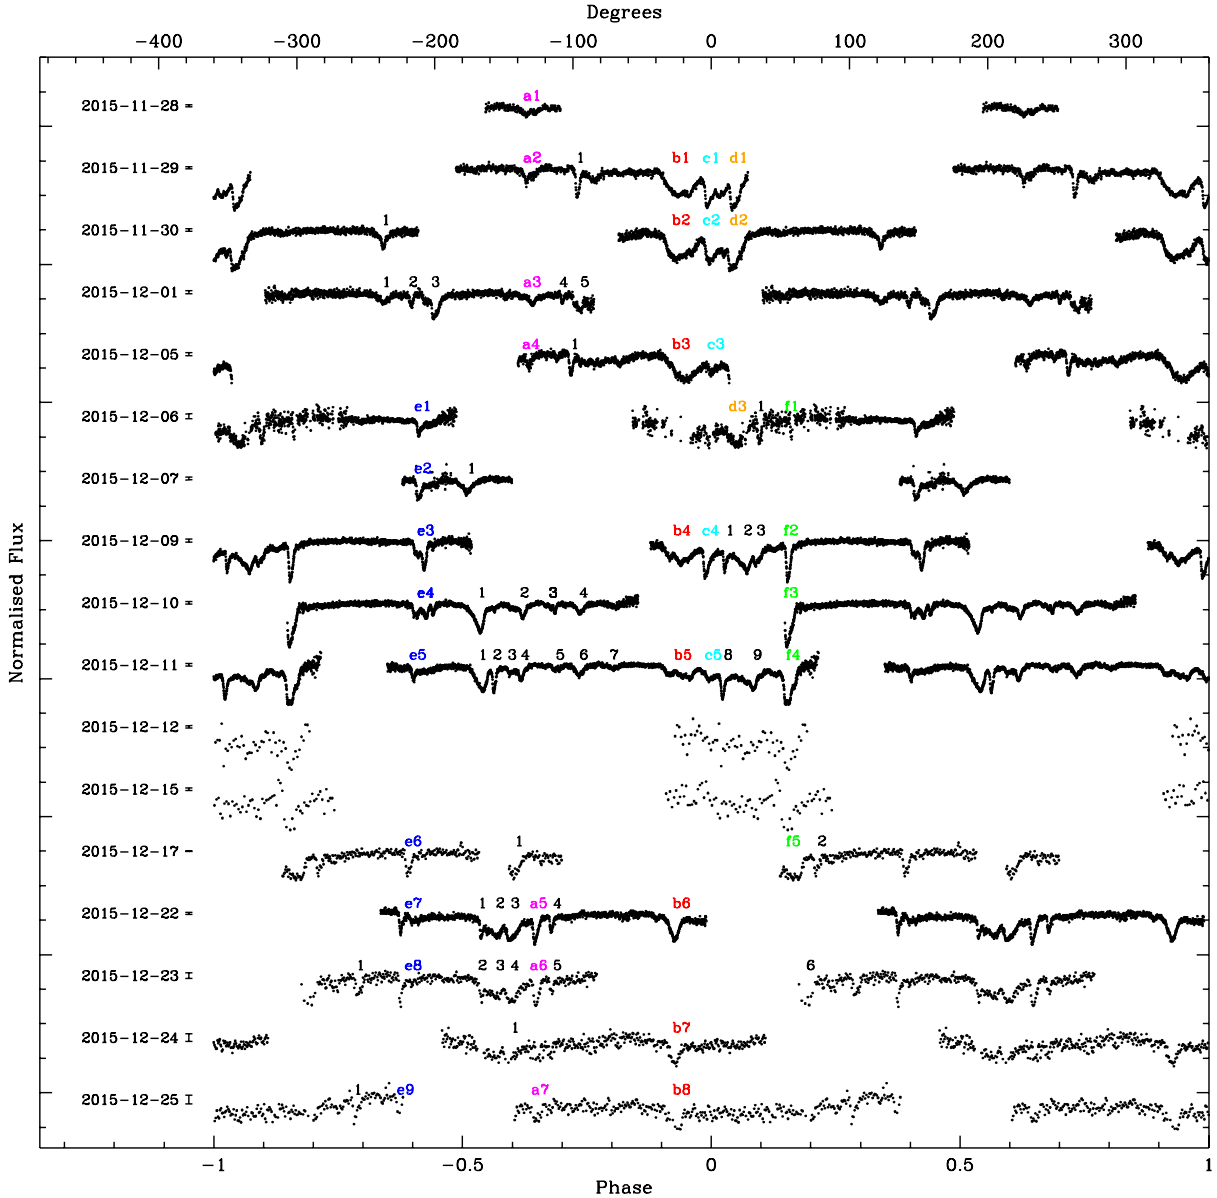 Degrees
−400 −300 −200 −100 0 100 200 300
2015−11−28 a1
2015−11−29 a2 1 b1 c1 d1
2015−11−30 1 b2 c2 d2
2015−12−01 1 2 3 a3 4 5
2015−12−05 a4 1 b3 c3
2015−12−06 e1 d3 1 f1
2015−12−07 e2 1
2015−12−09 e3 b4 c4 1 2 3 f2
2015−12−10 e4 1 2 3 4 f3
2015−12−11 e5 1 2 3 4 5 6 7 b5 c5 8 9 f4
2015−12−12
2015−12−15
2015−12−17 e6 1 f5 2
2015−12−22 e7 1 2 3 a5 4 b6
2015−12−23 1 e8 2 3 4 a6 5 6
2015−12−24 1 b7
2015−12−25 1 e9 a7 b8
Normalised Flux
−1 −0.5 0 0.5 1
Phase